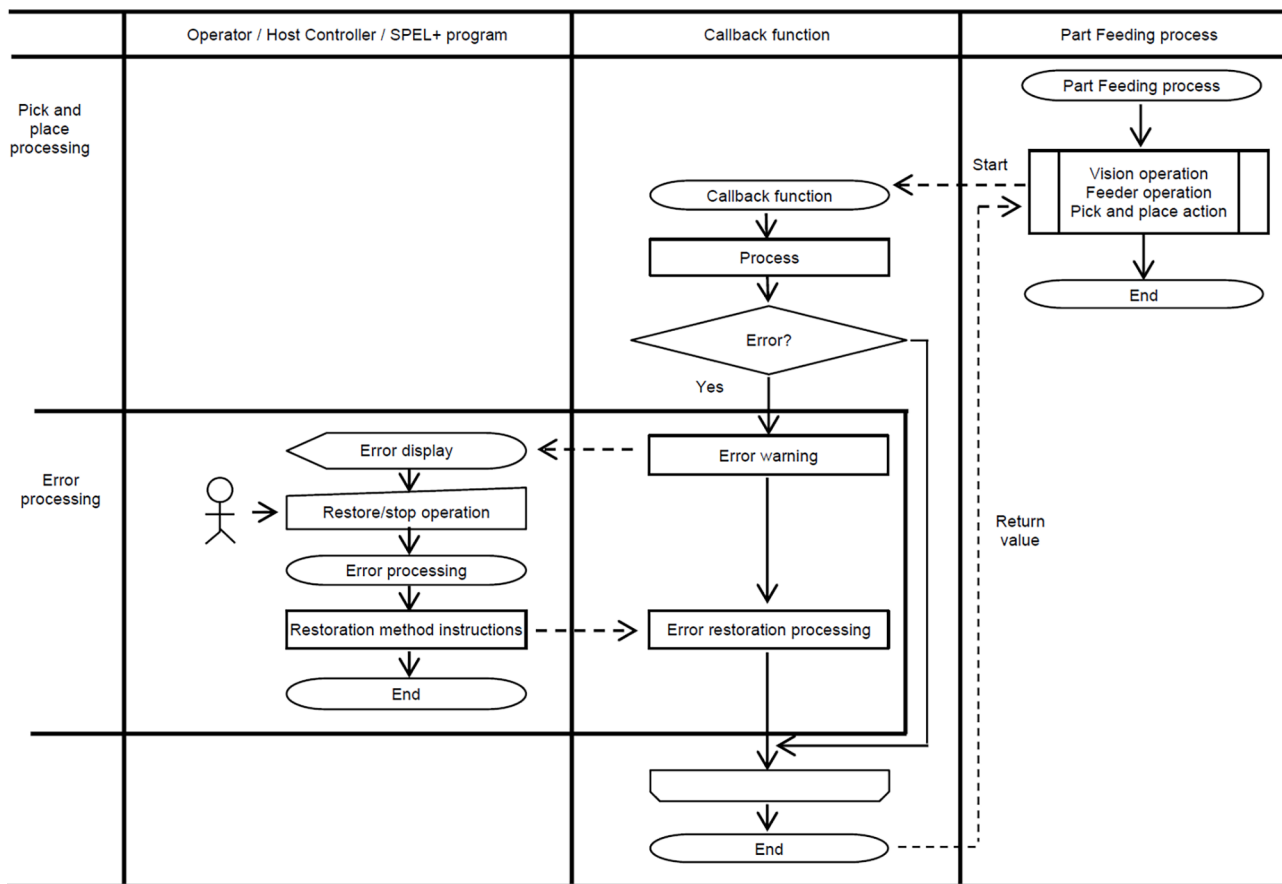 Operator / Host Controller / SPEL+ program
Callback function
Part Feeding process
Pick and
place
processing
Part Feeding process
Start
Vision operation
Feeder operation
Pick and place action
Callback function
Process
End
Error?
Yes
Error
processing
Error display
Error warning
Restore/stop operation
Return
value
Error processing
Restoration method instructions
Error restoration processing
End
End